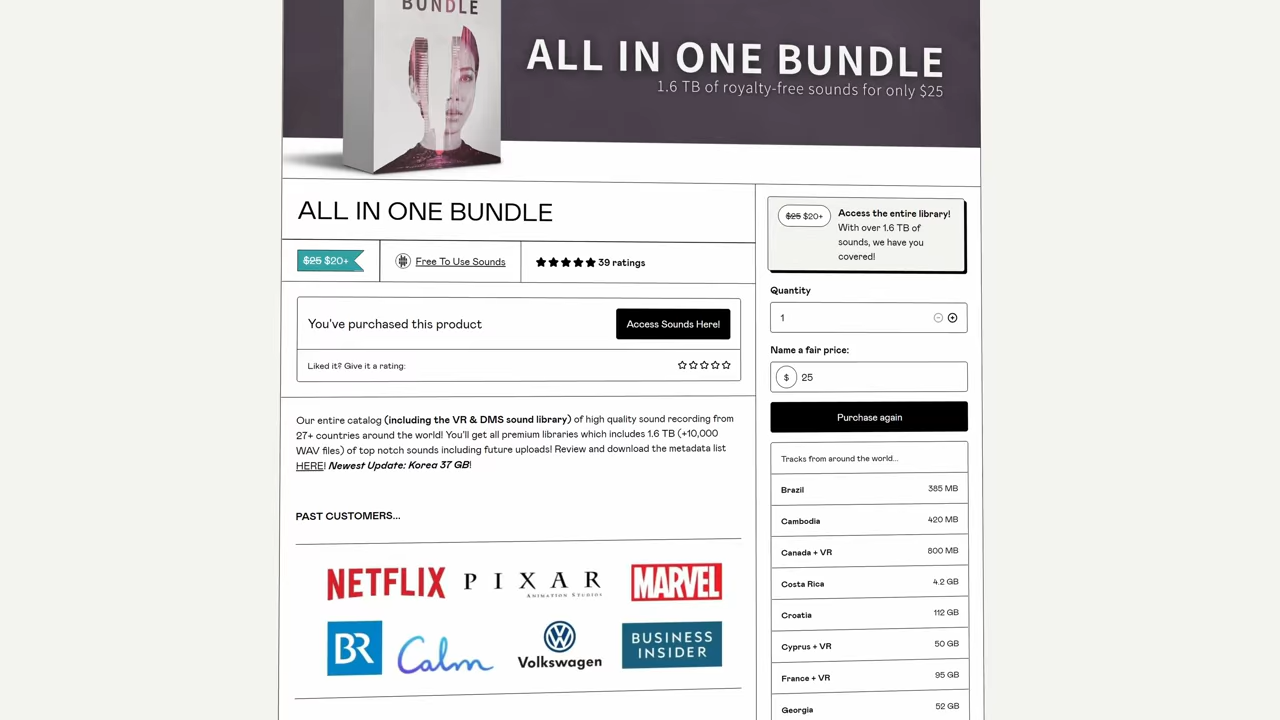 BUNDLE
ALL IN ONE BUNDLE
1.6 TB of royalty-free sounds for only $25
ALL IN ONE BUNDLE
$25 $20+
Free To Use Sounds
39 ratings
You've purchased this product
Access Sounds Here!
Liked it? Give it a rating:
Our entire catalog (including the VR & DMS sound library) of high quality sound recording from
27+ countries around the world! You'll get all premium libraries which includes 1.6 TB (+10,000
WAV files) of top notch sounds including future uploads! Review and download the metadata list
HERE! Newest Update: Korea 37 GB!
PAST CUSTOMERS...
NETFLIX
PIXAR
ANIMATION STUDIOS
MARVEL
BR
Calm
Volkswagen
BUSINESS
INSIDER
$25 $20+
Access the entire library!
With over 1.6 TB of
sounds, we have you
covered!
Quantity
1
Name a fair price:
$ 25
Purchase again
Tracks from around the world...
Brazil 385 MB
Cambodia 420 MB
Canada + VR 800 MB
Costa Rica 4.2 GB
Croatia 112 GB
Cyprus + VR 50 GB
France + VR 95 GB
Georgia 52 GB